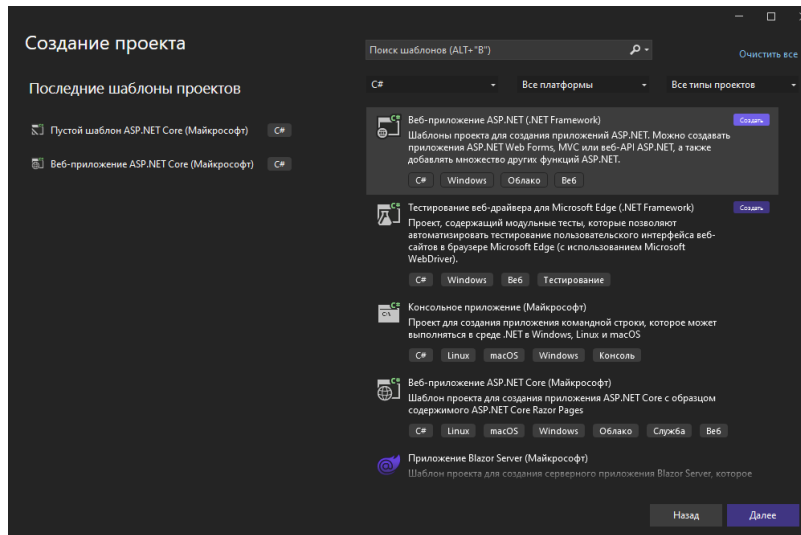 Создание проекта
Поиск шаблонов (ALT+"B")
Очистить все
Последние шаблоны проектов
C#
Все платформы
Все типы проектов
Пустой шаблон ASP.NET Core (Майкрософт)
C#
Веб-приложение ASP.NET Core (Майкрософт)
C#
Веб-приложение ASP.NET (.NET Framework)
Создать
Шаблоны проекта для создания приложений ASP.NET. Можно создавать
приложения ASP.NET Web Forms, MVC или веб-API ASP.NET, а также
добавлять множество других функций ASP.NET.
C# Windows Облако Веб
Тестирование веб-драйвера для Microsoft Edge (.NET Framework)
Создать
Проект, содержащий модульные тесты, которые позволяют
автоматизировать тестирование пользовательского интерфейса веб-
сайтов в браузере Microsoft Edge (с использованием Microsoft
WebDriver).
C# Windows Веб Тестирование
Консольное приложение (Майкрософт)
Проект для создания приложения командной строки, которое может
выполняться в среде .NET в Windows, Linux и macOS
C# Linux macOS Windows Консоль
Веб-приложение ASP.NET Core (Майкрософт)
Шаблон проекта для создания приложения ASP.NET Core с образцом
содержимого ASP.NET Core Razor Pages
C# Linux macOS Windows Облако Служба Веб
Приложение Blazor Server (Майкрософт)
Шаблон проекта для создания серверного приложения Blazor Server, которое
Назад
Далее